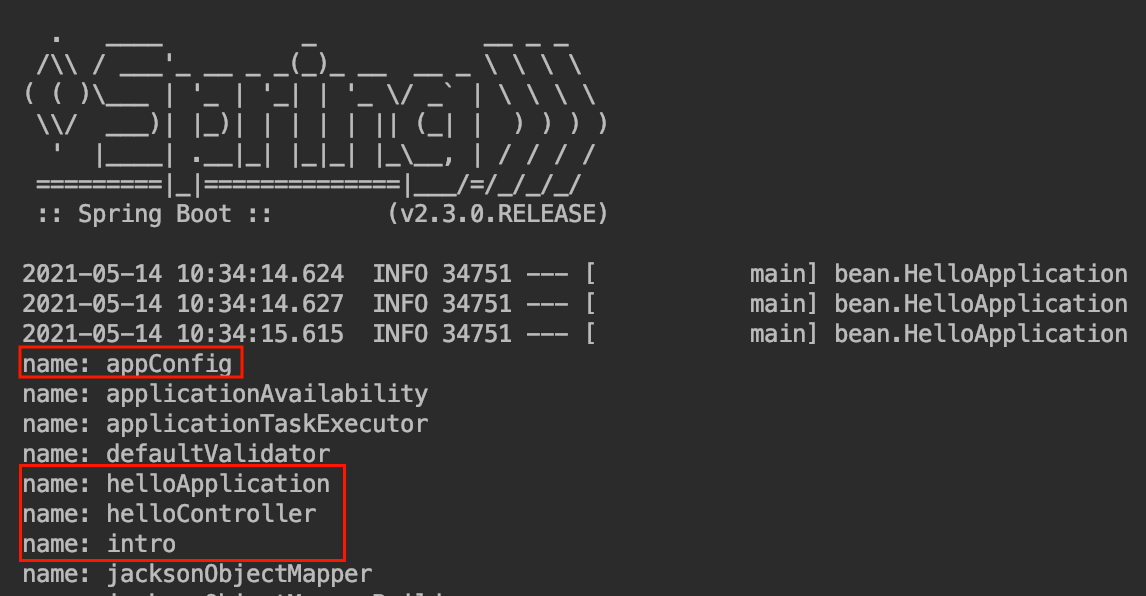 .   ____          _            __ _ _
 /\\ / ___'_ __ _ _(_)_ __  __ _ \ \ \ \
( ( )\___ | '_ | '_| | '_ \/ _` | \ \ \ \
 \\/  ___)| |_)| | | | | || (_| |  ) ) ) )
  '  |____| .__|_| |_|_| |_\__, | / / / /
 =========|_|==============|___/=/_/_/_/
 :: Spring Boot ::        (v2.3.0.RELEASE)
2021-05-14 10:34:14.624  INFO 34751 --- [           main] bean.HelloApplication
2021-05-14 10:34:14.627  INFO 34751 --- [           main] bean.HelloApplication
2021-05-14 10:34:15.615  INFO 34751 --- [           main] bean.HelloApplication
name: appConfig
name: applicationAvailability
name: applicationTaskExecutor
name: defaultValidator
name: helloApplication
name: helloController
name: intro
name: jacksonObjectMapper